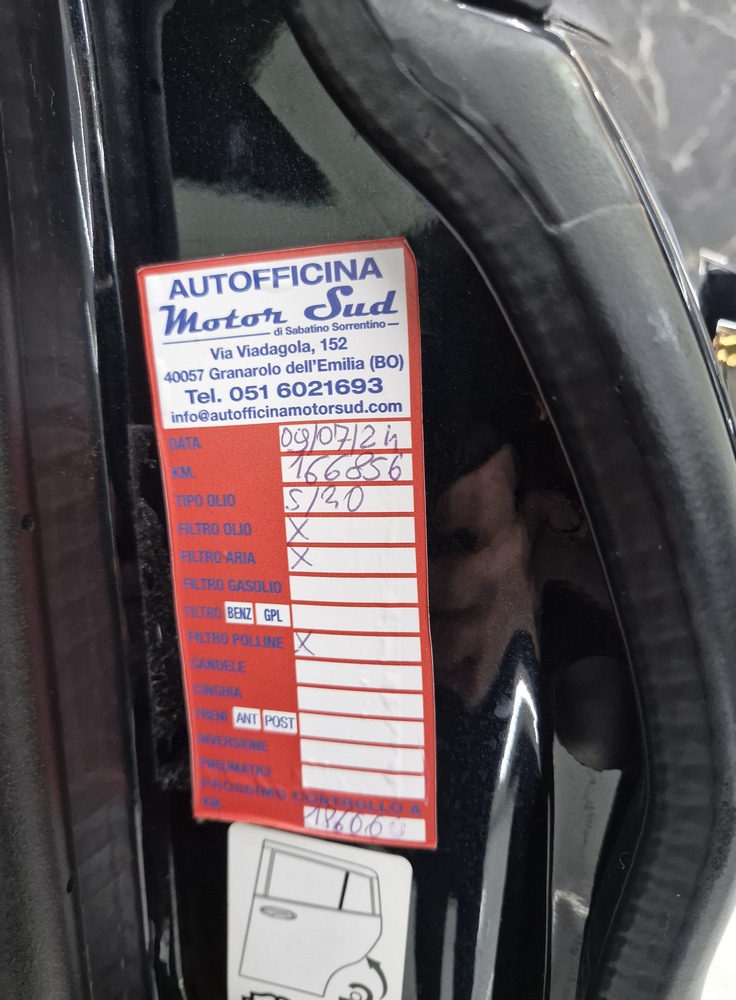 AUTOFFICINA
Motor Sud
di Sabatino Sorrentino
Via Viadagola, 152
40057 Granarolo dell'Emilia (BO)
Tel. 051 6021693
info@autofficinamotorsud.com
DATA 09/07/24
KM. 166856
TIPO OLIO 5/30
FILTRO OLIO X
FILTRO ARIA X
FILTRO GASOLIO
FILTRO BENZ GPL
FILTRO POLLINE X
CANDELE
CINGHIA
FRENI ANT POST
INVERSIONE
PNEUMATICI
PROSSIMO CONTROLLO A
KM.